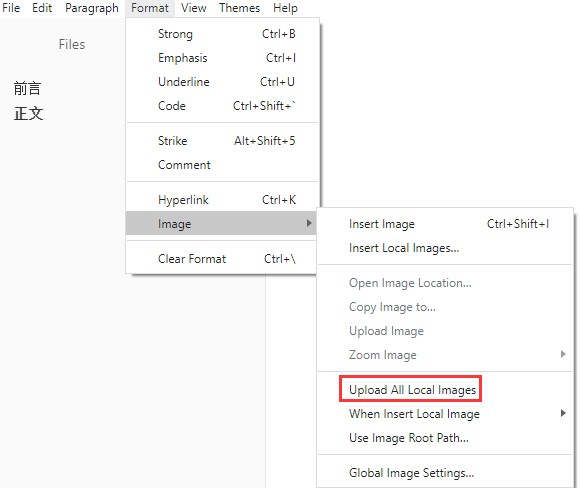 File Edit Paragraph Format View Themes Help
Files
前言
正文
Strong Ctrl+B
Emphasis Ctrl+I
Underline Ctrl+U
Code Ctrl+Shift+`
Strike Alt+Shift+5
Comment
Hyperlink Ctrl+K
Image
Clear Format Ctrl+\
Insert Image Ctrl+Shift+I
Insert Local Images...
Open Image Location...
Copy Image to...
Upload Image
Zoom Image
Upload All Local Images
When Insert Local Image
Use Image Root Path...
Global Image Settings...